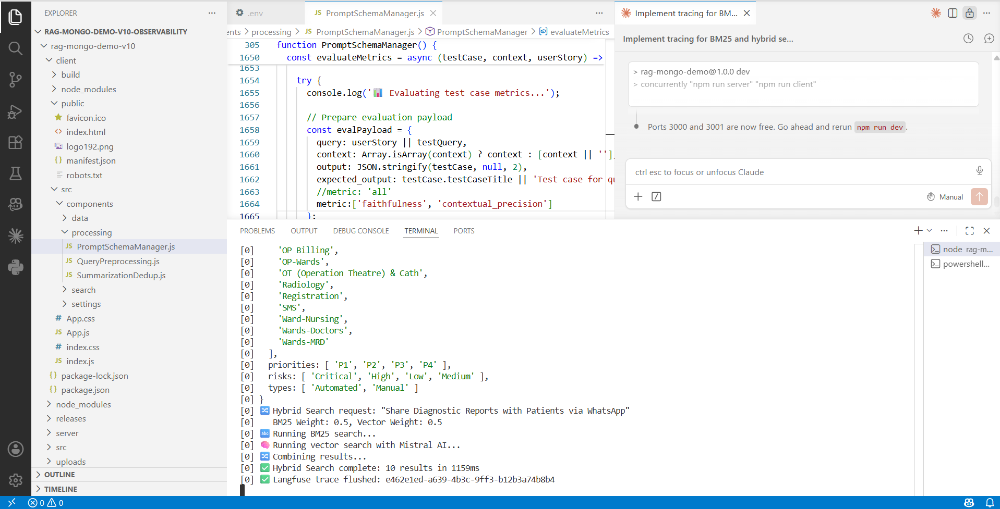 EXPLORER
RAG-MONGO-DEMO-V10-OBSERVABILITY
rag-mongo-demo-v10
client
build
node_modules
public
favicon.ico
<> index.html
logo192.png
{} manifest.json
robots.txt
src
components
data
processing
JS PromptSchemaManager.js
JS QueryPreprocessing.js
JS SummarizationDedup.js
search
settings
# App.css
JS App.js
# index.css
JS index.js
{} package-lock.json
{} package.json
node_modules
releases
server
src
uploads
OUTLINE
TIMELINE
.env
JS PromptSchemaManager.js
ents > processing > JS PromptSchemaManager.js > PromptSchemaManager > evaluateMetrics
305 function PromptSchemaManager() {
1650 const evaluateMetrics = async (testCase, context, userStory) =>
1653
1654 try {
1655 console.log('📊 Evaluating test case metrics...');
1656
1657 // Prepare evaluation payload
1658 const evalPayload = {
1659 query: userStory || testQuery,
1660 context: Array.isArray(context) ? context : [context || ''],
1661 output: JSON.stringify(testCase, null, 2),
1662 expected_output: testCase.testCaseTitle || 'Test case for qu
1663 //metric: 'all'
1664 metric:['faithfulness', 'contextual_precision']
1665 };
Implement tracing for BM...
Implement tracing for BM25 and hybrid se...
> rag-mongo-demo@1.0.0 dev
> concurrently "npm run server" "npm run client"
Ports 3000 and 3001 are now free. Go ahead and rerun npm run dev.
ctrl esc to focus or unfocus Claude
Manual
PROBLEMS OUTPUT DEBUG CONSOLE TERMINAL PORTS
[0] 'OP Billing',
[0] 'OP-Wards',
[0] 'OT (Operation Theatre) & Cath',
[0] 'Radiology',
[0] 'Registration',
[0] 'SMS',
[0] 'Ward-Nursing',
[0] 'Wards-Doctors',
[0] 'Wards-MRD'
[0] ],
[0] priorities: [ 'P1', 'P2', 'P3', 'P4' ],
[0] risks: [ 'Critical', 'High', 'Low', 'Medium' ],
[0] types: [ 'Automated', 'Manual' ]
[0] }
[0] 🔀 Hybrid Search request: "Share Diagnostic Reports with Patients via WhatsApp"
[0] BM25 Weight: 0.5, Vector Weight: 0.5
[0] 🔤 Running BM25 search...
[0] 🧠 Running vector search with Mistral AI...
[0] 🔀 Combining results...
[0] ✅ Hybrid Search complete: 10 results in 1159ms
[0] ✅ Langfuse trace flushed: e462e1ed-a639-4b3c-9ff3-b12b3a74b8b4
node rag-m...
powershell...
0 0